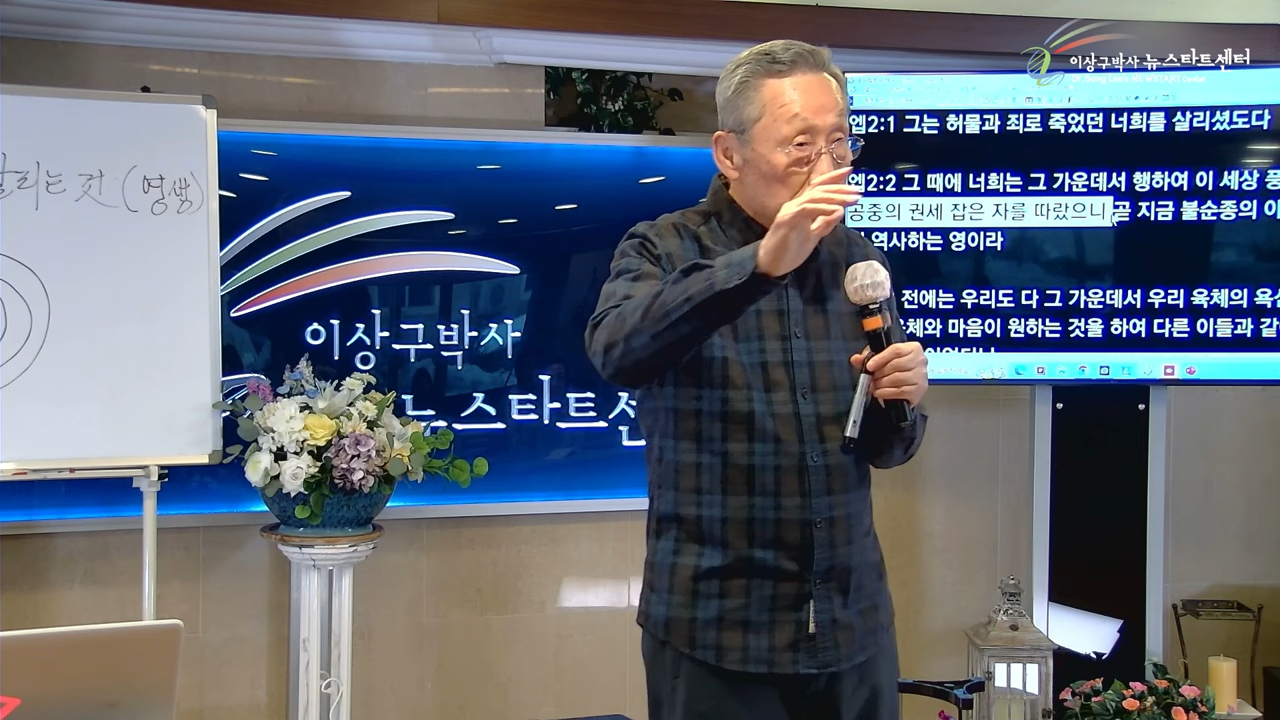 이상구박사 뉴스타트센터
살리는 것 (영생)
이상구박사
뉴스타트센
엡2:1 그는 허물과 죄로 죽었던 너희를 살리셨도다
엡2:2 그 때에 너희는 그 가운데서 행하여 이 세상 풍
공중의 권세 잡은 자를 따랐으니 곧 지금 불순종의 아
역사하는 영이라
전에는 우리도 다 그 가운데서 우리 육체의 욕심
육체와 마음이 원하는 것을 하여 다른 이들과 같